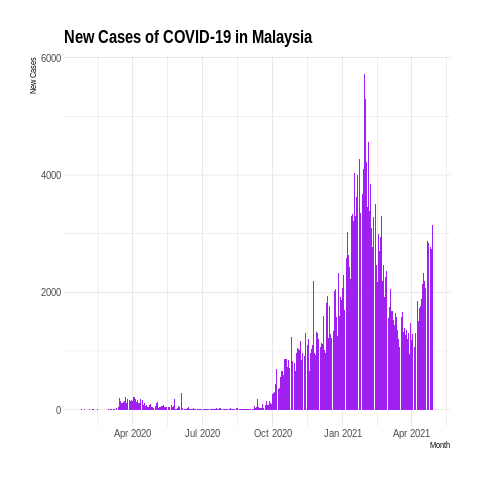 New Cases of COVID-19 in Malaysia
New Cases
6000
4000
2000
0
Apr 2020 Jul 2020 Oct 2020 Jan 2021 Apr 2021
Month